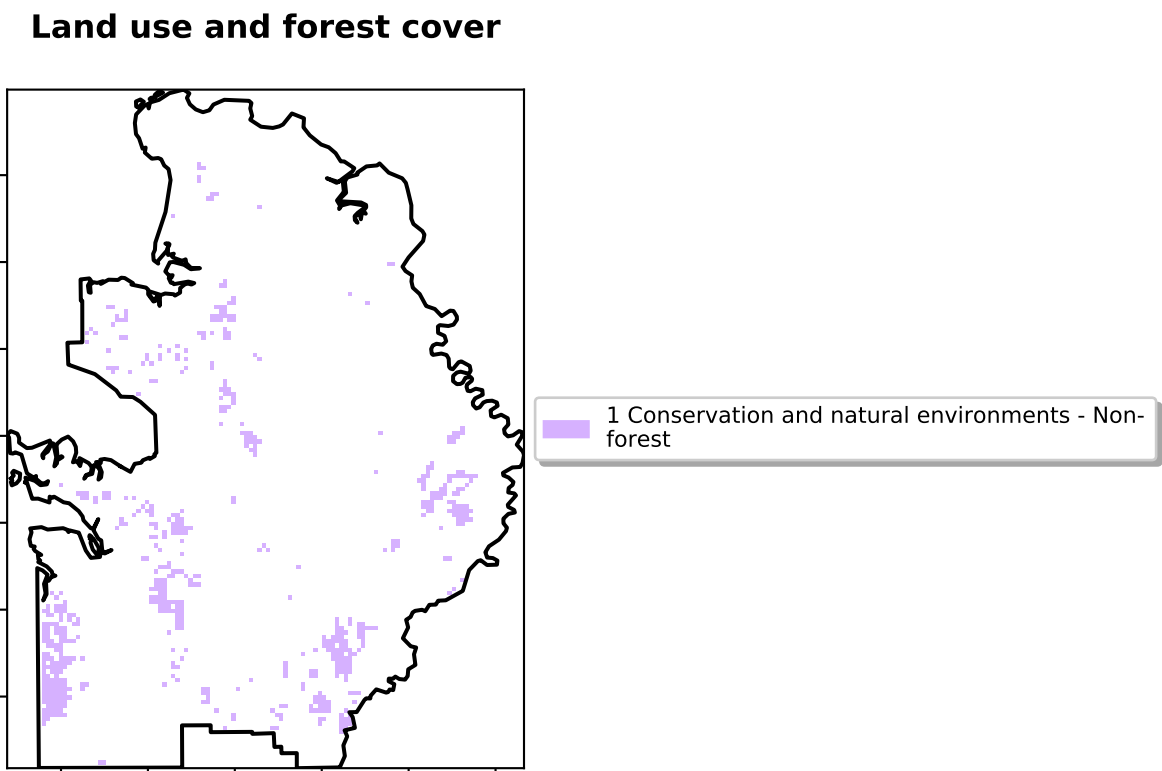 Land use and forest cover
1 Conservation and natural environments - Non-
forest